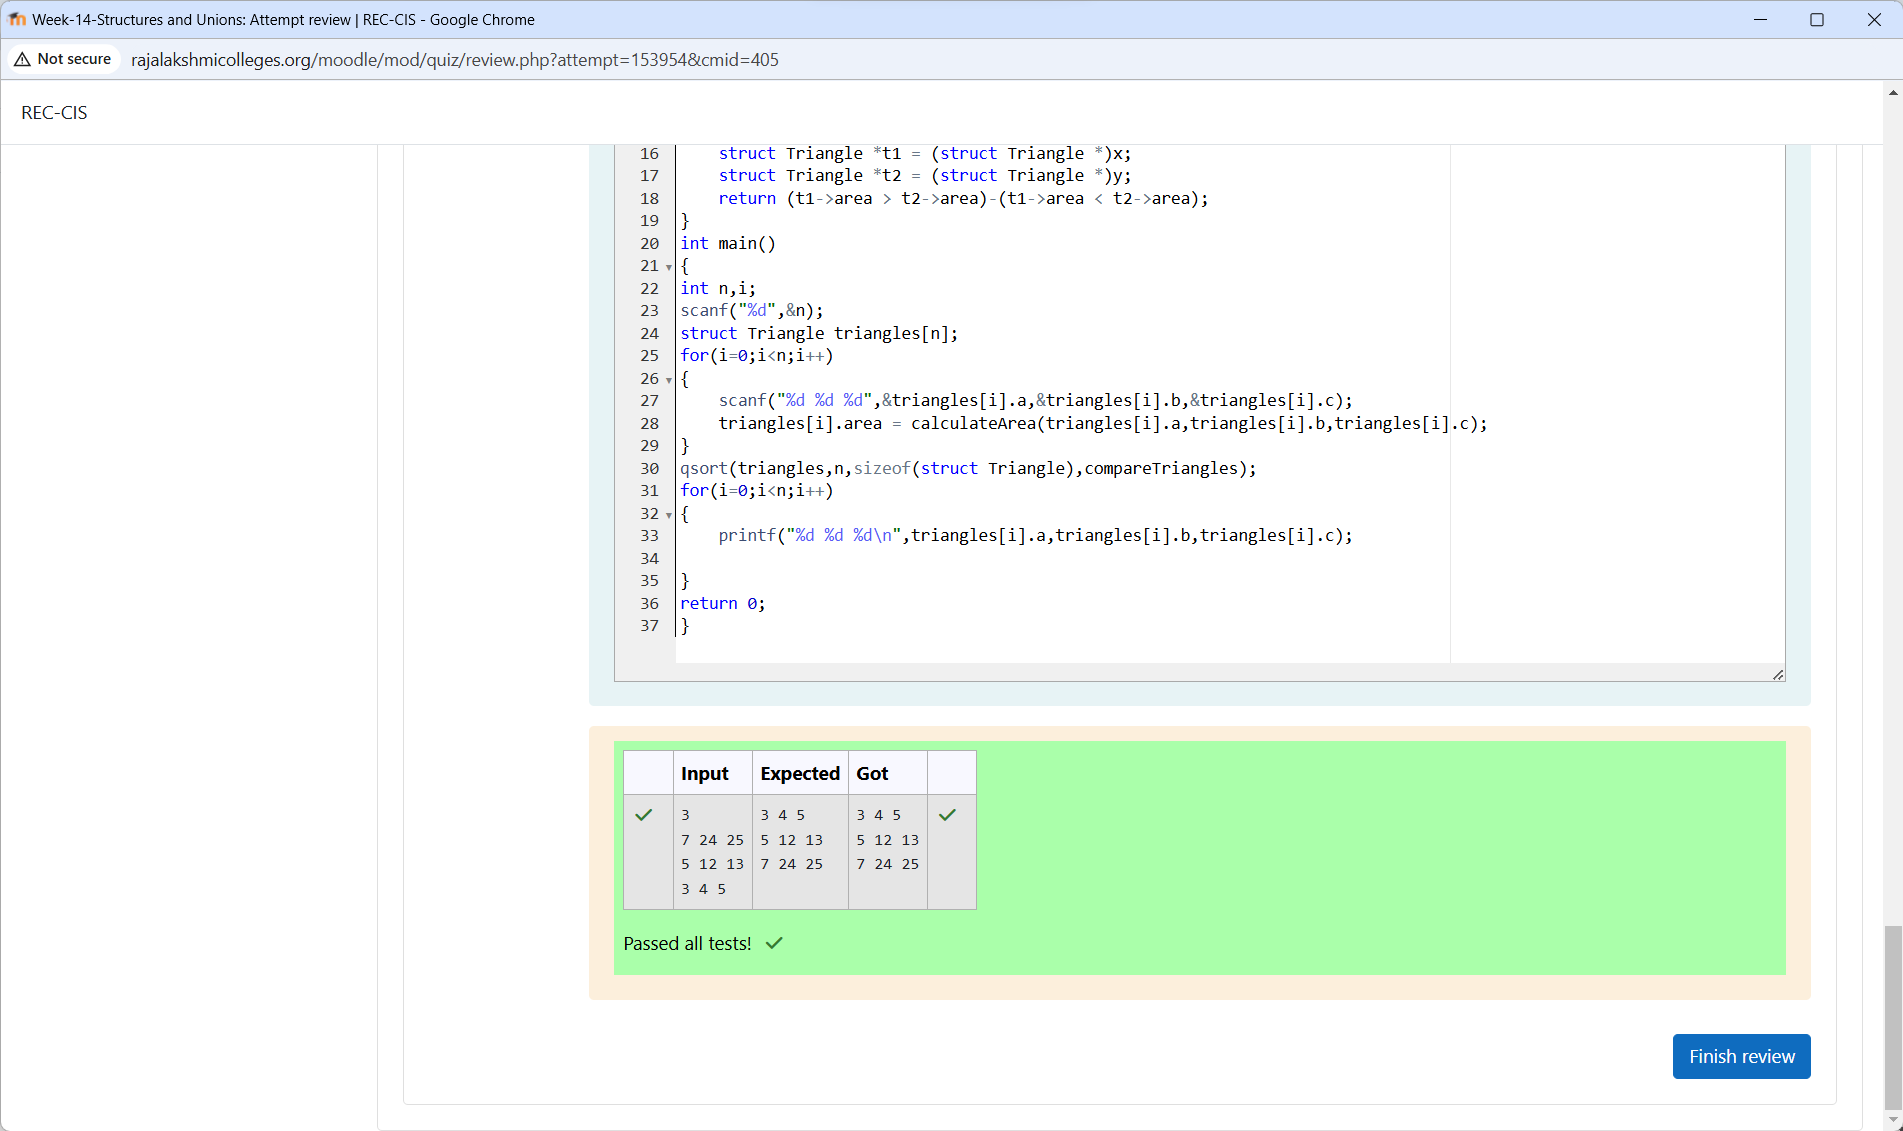 Week-14-Structures and Unions: Attempt review | REC-CIS - Google Chrome
Not secure rajalakshmicolleges.org/moodle/mod/quiz/review.php?attempt=153954&cmid=405
REC-CIS
16 struct Triangle *t1 = (struct Triangle *)x;
17 struct Triangle *t2 = (struct Triangle *)y;
18 return (t1->area > t2->area)-(t1->area < t2->area);
19 }
20 int main()
21 {
22 int n,i;
23 scanf("%d",&n);
24 struct Triangle triangles[n];
25 for(i=0;i<n;i++)
26 {
27 scanf("%d %d %d",&triangles[i].a,&triangles[i].b,&triangles[i].c);
28 triangles[i].area = calculateArea(triangles[i].a,triangles[i].b,triangles[i].c);
29 }
30 qsort(triangles,n,sizeof(struct Triangle),compareTriangles);
31 for(i=0;i<n;i++)
32 {
33 printf("%d %d %d\n",triangles[i].a,triangles[i].b,triangles[i].c);
34
35 }
36 return 0;
37 }
Input Expected Got
3 3 4 5 3 4 5
7 24 25 5 12 13 5 12 13
5 12 13 7 24 25 7 24 25
3 4 5
Passed all tests!
Finish review